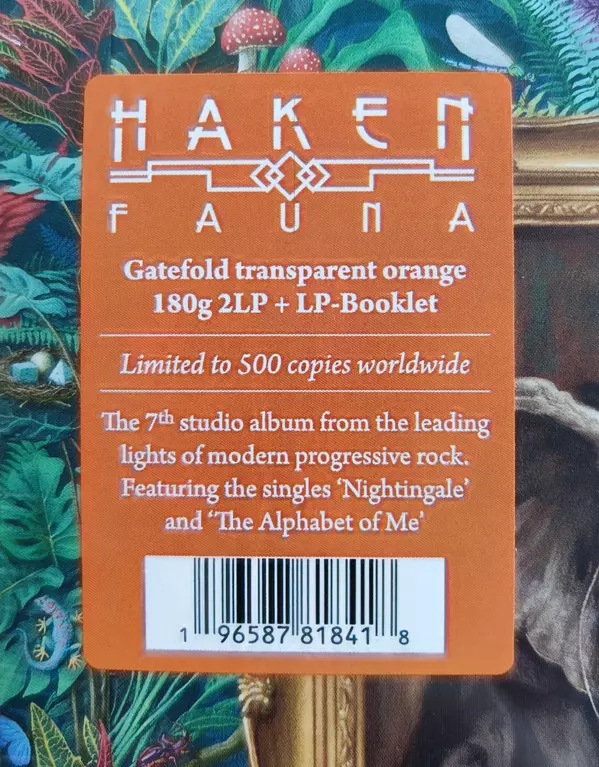 HAKEN
FAUNA
Gatefold transparent orange
180g 2LP + LP-Booklet
Limited to 500 copies worldwide
The 7th studio album from the leading
lights of modern progressive rock.
Featuring the singles ‘Nightingale’
and ‘The Alphabet of Me’
1 96587 81841 8